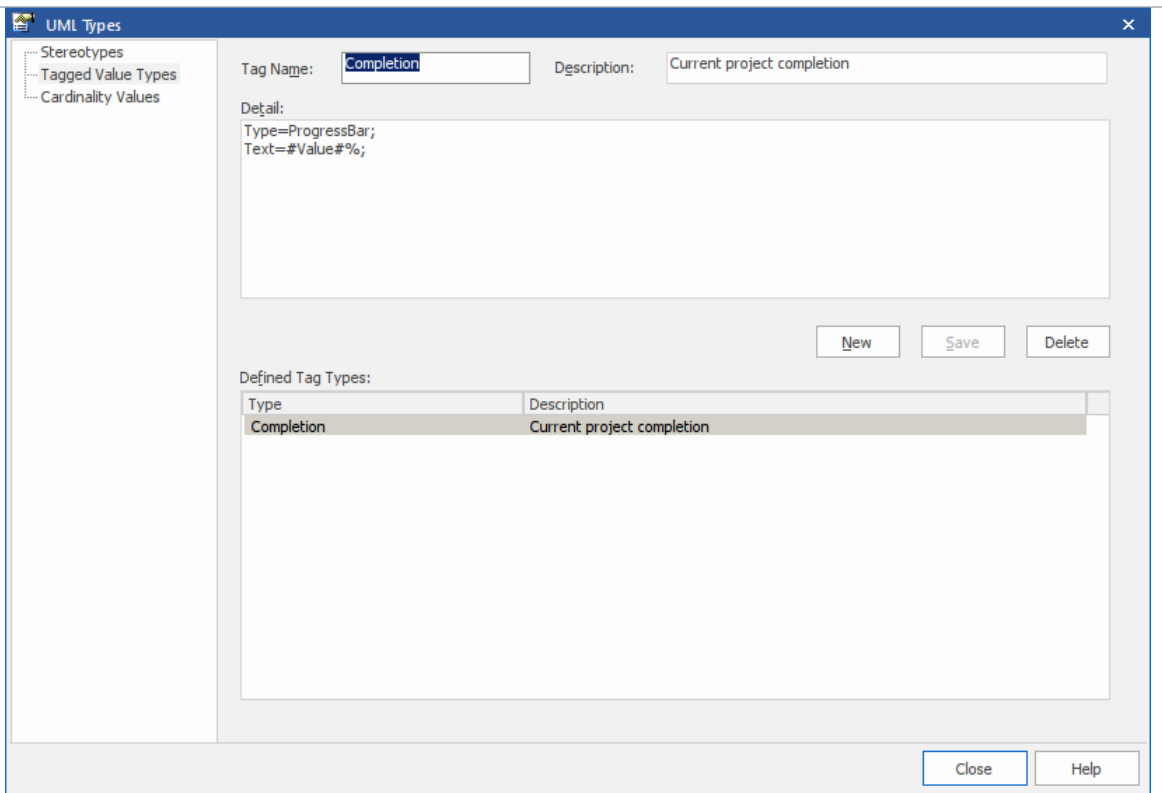 UML Types
Stereotypes
Tagged Value Types
Cardinality Values
Tag Name: Completion Description: Current project completion
Detail:
Type=ProgressBar;
Text=#Value#%;
New Save Delete
Defined Tag Types:
Type Description
Completion Current project completion
Close Help